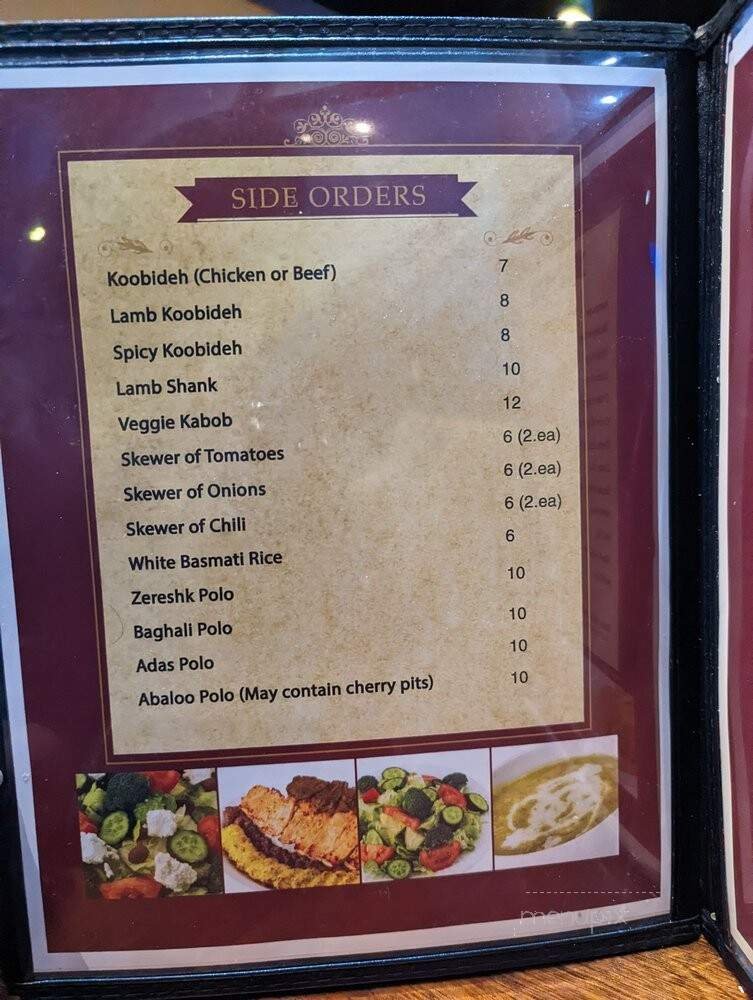 SIDE ORDERS
Koobideh (Chicken or Beef) 7
Lamb Koobideh 8
Spicy Koobideh 8
Lamb Shank 10
Veggie Kabob 12
Skewer of Tomatoes 6 (2.ea)
Skewer of Onions 6 (2.ea)
Skewer of Chili 6 (2.ea)
White Basmati Rice 6
Zereshk Polo 10
Baghali Polo 10
Adas Polo 10
Abaloo Polo (May contain cherry pits) 10
menupix